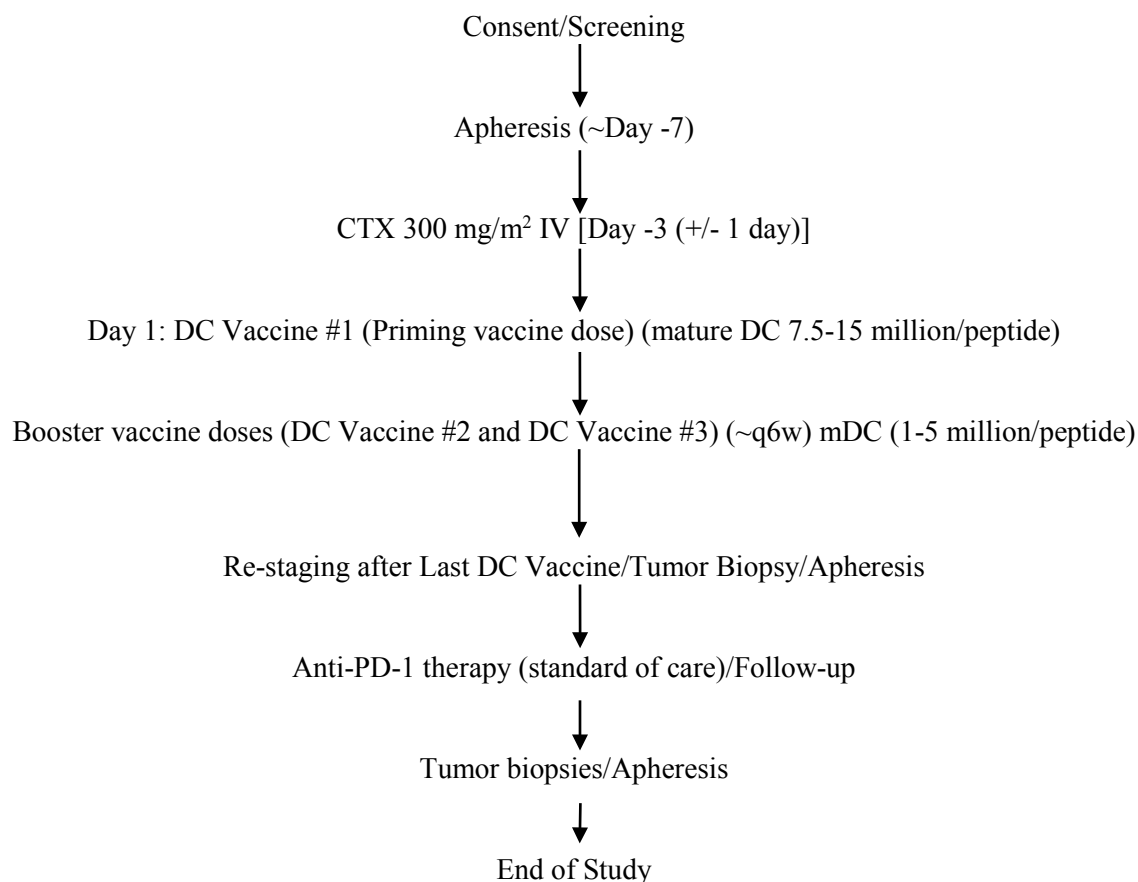 Consent/Screening
Apheresis (~Day -7)
CTX 300 mg/m² IV [Day -3 (+/- 1 day)]
Day 1: DC Vaccine #1 (Priming vaccine dose) (mature DC 7.5-15 million/peptide)
Booster vaccine doses (DC Vaccine #2 and DC Vaccine #3) (~q6w) mDC (1-5 million/peptide)
Re-staging after Last DC Vaccine/Tumor Biopsy/Apheresis
Anti-PD-1 therapy (standard of care)/Follow-up
Tumor biopsies/Apheresis
End of Study